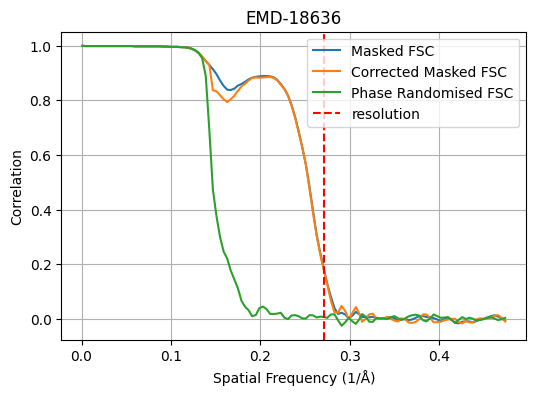 EMD-18636
Masked FSC
Corrected Masked FSC
Phase Randomised FSC
resolution
1.0
0.8
0.6
0.4
0.2
0.0
Correlation
0.0 0.1 0.2 0.3 0.4
Spatial Frequency (1/Å)